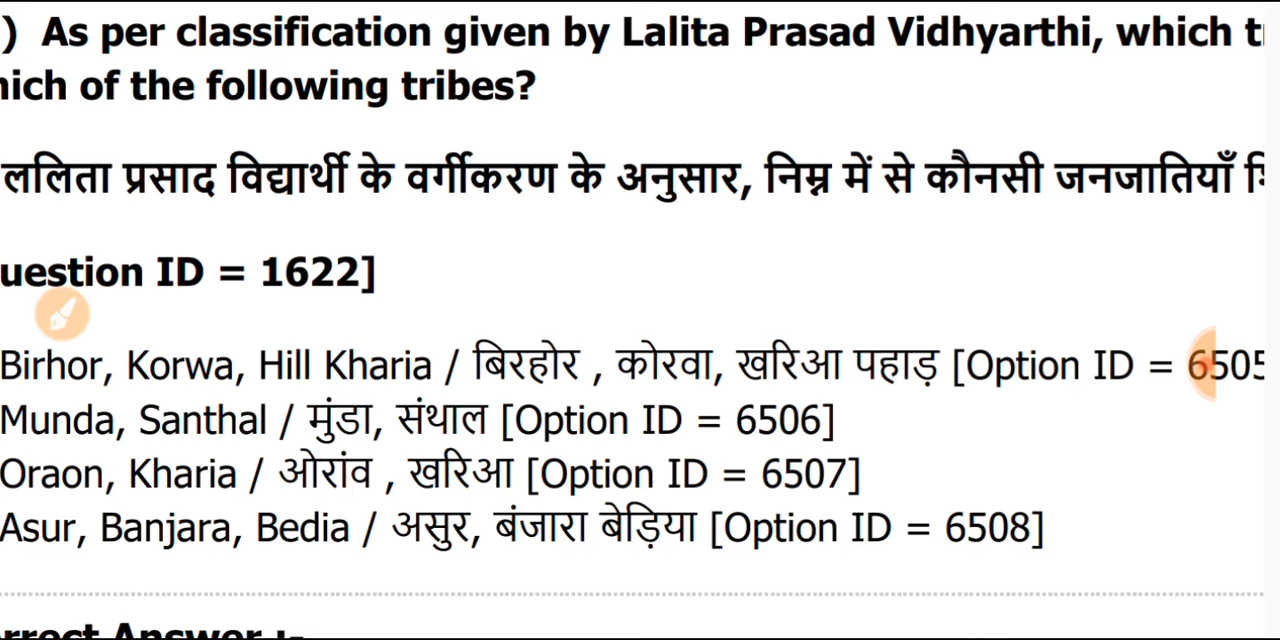 ) As per classification given by Lalita Prasad Vidhyarthi, which
of the following tribes?
ललिता प्रसाद विद्यार्थी के वर्गीकरण के अनुसार, निम्न में से कौनसी जनजातियाँ
ID = 1622]
Birhor, Korwa, Hill Kharia / बिरहोर , कोरवा, खरिआ पहाड़ [Option ID = 6505
Munda, Santhal / मुंडा, संथाल [Option ID = 6506]
Oraon, Kharia / ओरांव , खरिआ [Option ID = 6507]
Asur, Banjara, Bedia / असुर, बंजारा बेड़िया [Option ID = 6508]